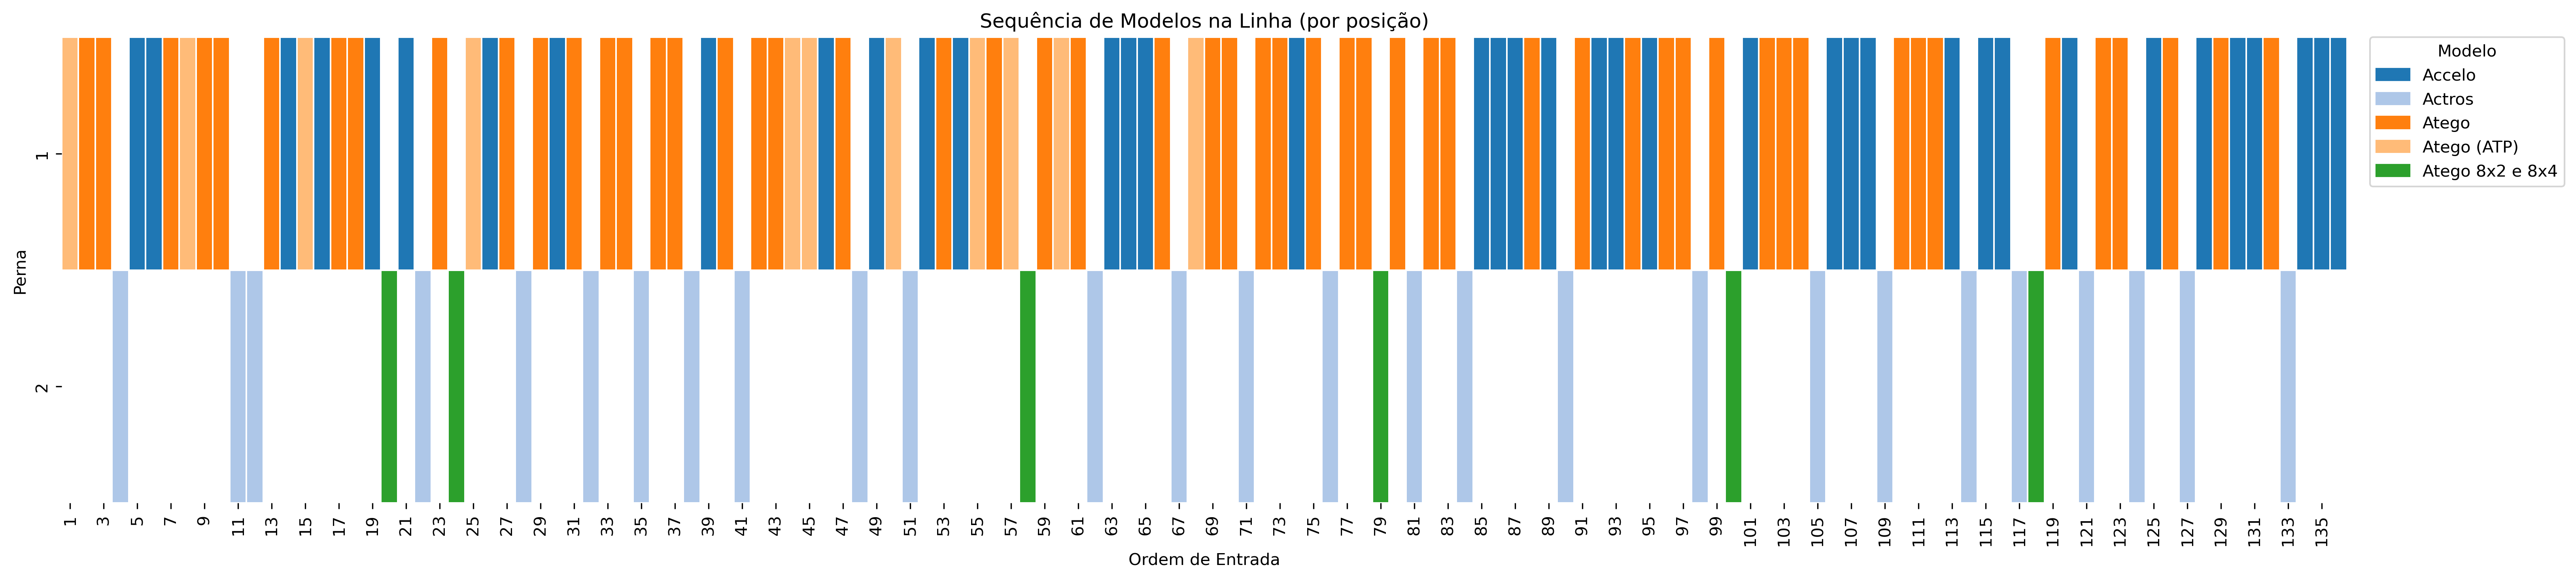 Sequência de Modelos na Linha (por posição)
Modelo
Accelo
Actros
Atego
Atego (ATP)
Atego 8x2 e 8x4
Perna
1
2
1 3 5 7 9 11 13 15 17 19 21 23 25 27 29 31 33 35 37 39 41 43 45 47 49 51 53 55 57 59 61 63 65 67 69 71 73 75 77 79 81 83 85 87 89 91 93 95 97 99 101 103 105 107 109 111 113 115 117 119 121 123 125 127 129 131 133 135
Ordem de Entrada